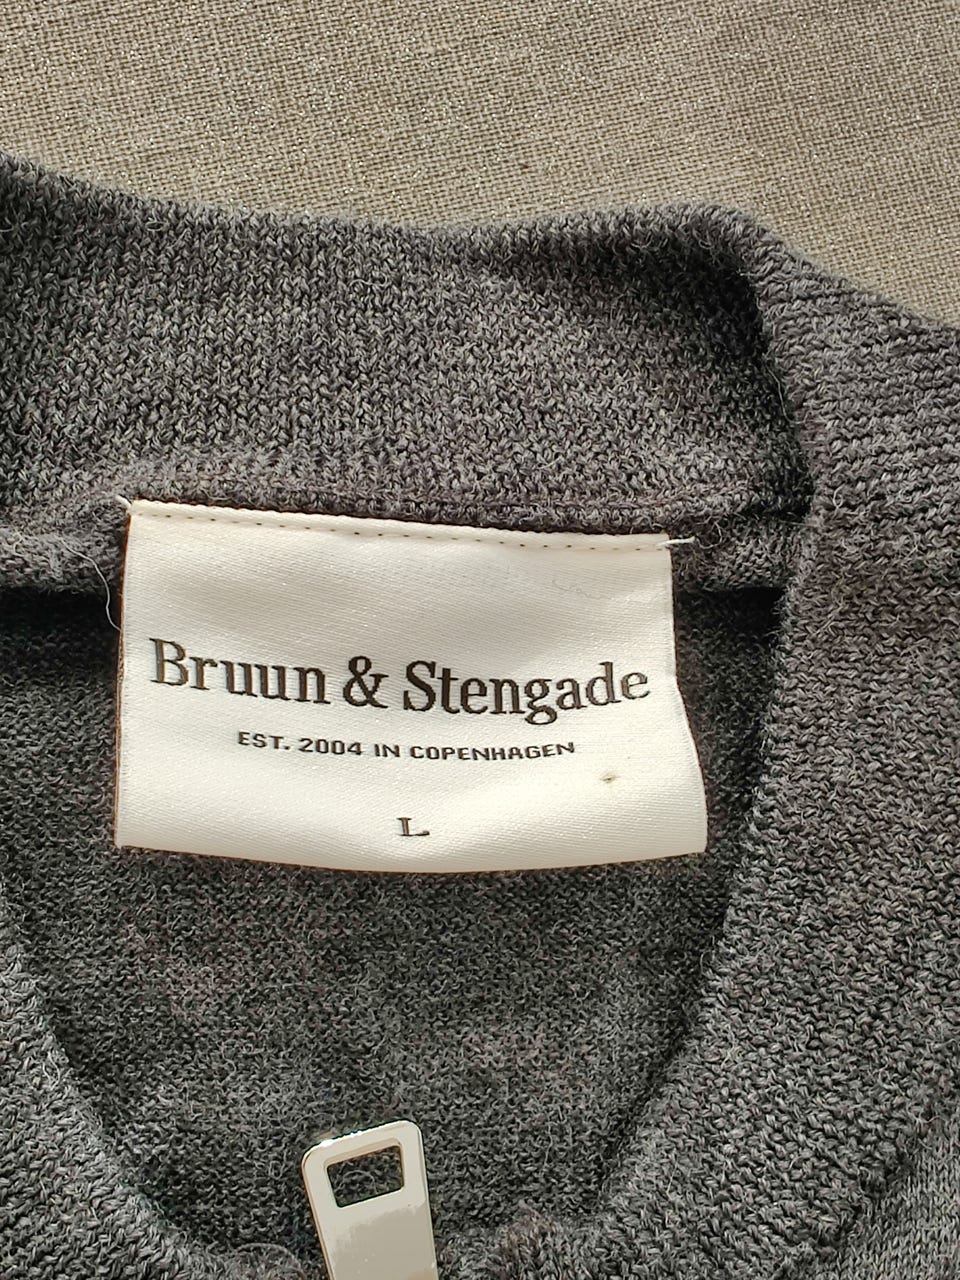 Bruun & Stengade
EST. 2004 IN COPENHAGEN
L